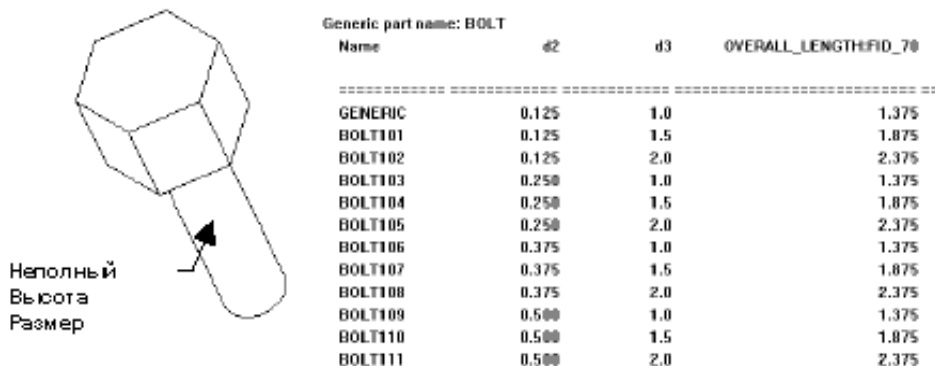 Generic part name: BOLT
Name d2 d3 OVERALL_LENGTH:FID_70
GENERIC 0.125 1.0 1.375
BOLT101 0.125 1.5 1.875
BOLT102 0.125 2.0 2.375
BOLT103 0.250 1.0 1.375
BOLT104 0.250 1.5 1.875
BOLT105 0.250 2.0 2.375
BOLT106 0.375 1.0 1.375
BOLT107 0.375 1.5 1.875
BOLT108 0.375 2.0 2.375
BOLT109 0.500 1.0 1.375
BOLT110 0.500 1.5 1.875
BOLT111 0.500 2.0 2.375
Неполный
Высота
Размер